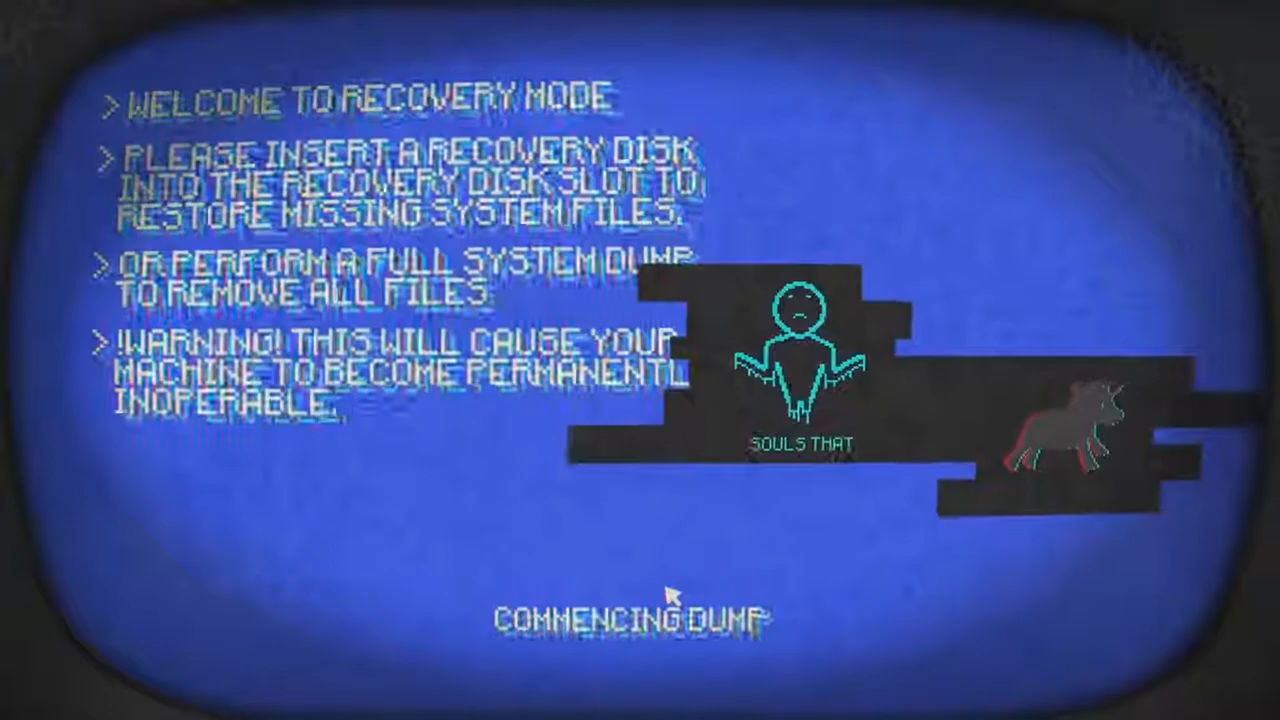 > WELCOME TO RECOVERY MODE
> PLEASE INSERT A RECOVERY DISK
INTO THE RECOVERY DISK SLOT TO
RESTORE MISSING SYSTEM FILES.
> OR PERFORM A FULL SYSTEM DUMP
TO REMOVE ALL FILES.
> !WARNING! THIS WILL CAUSE YOUR
MACHINE TO BECOME PERMANENTL
INOPERABLE.
SOULS THAT
COMMENCING DUMP